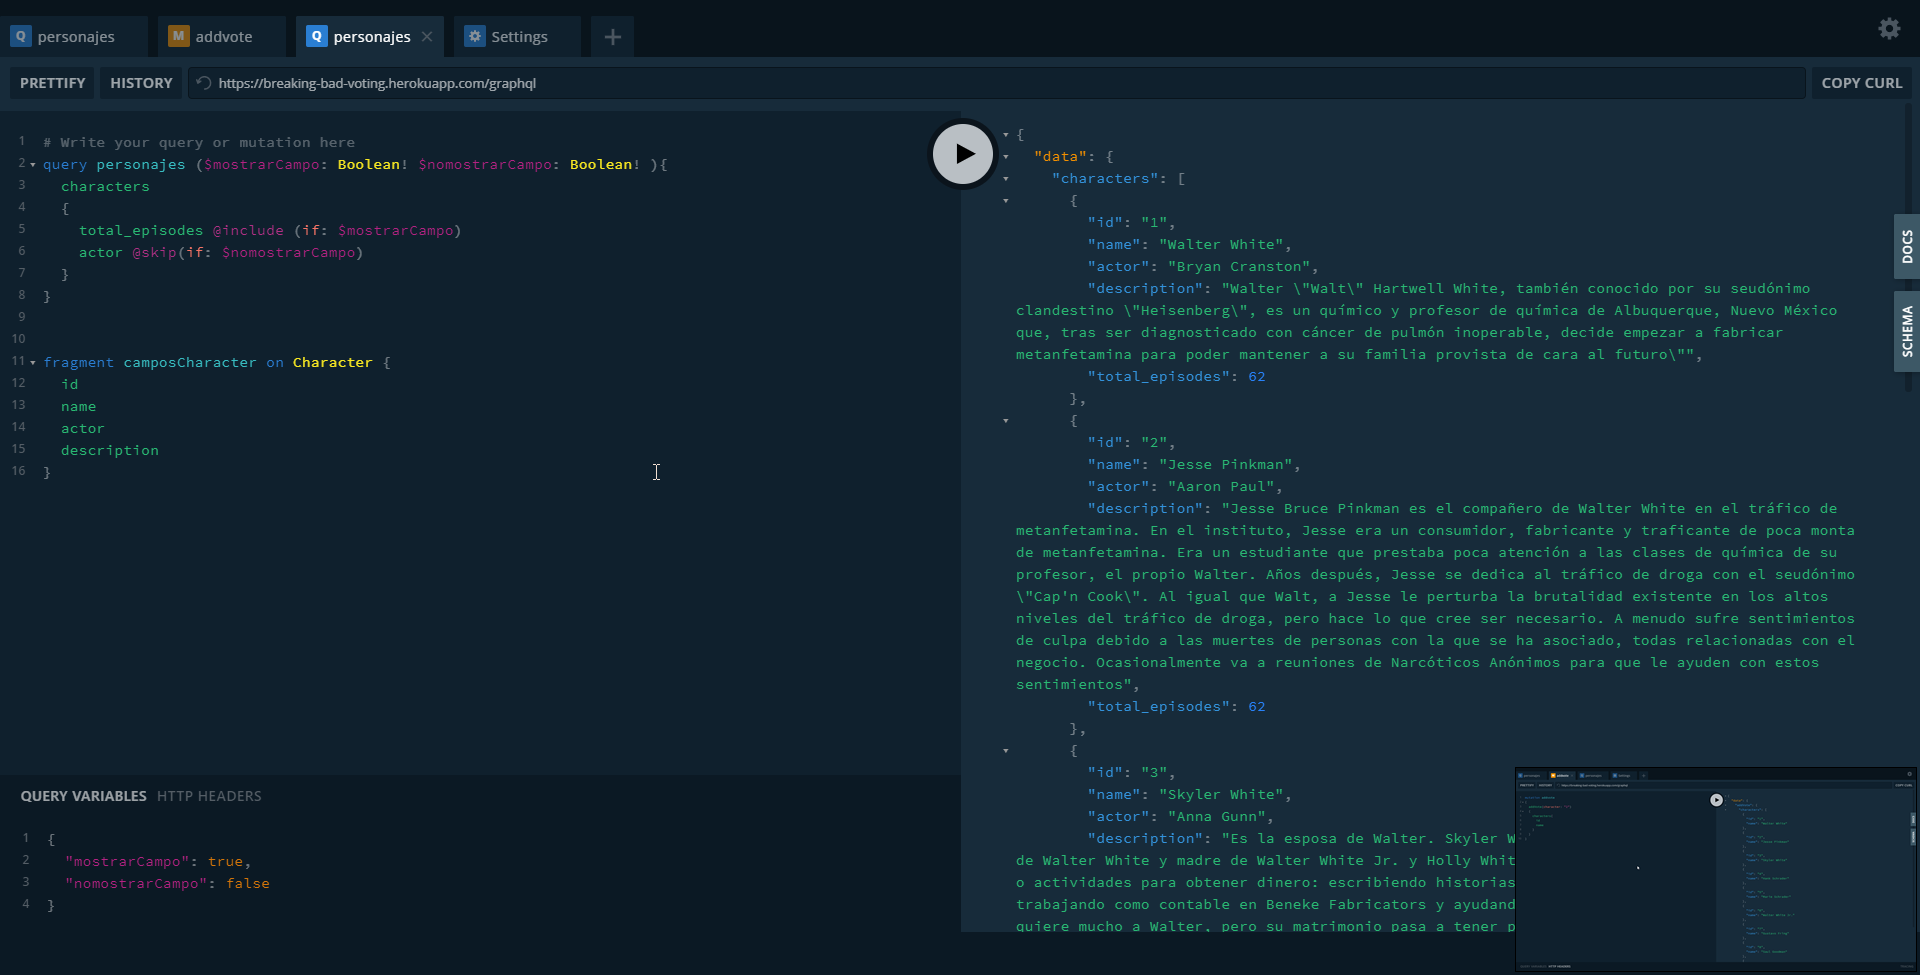 Q personajes
M addvote
Q personajes
Settings
PRETTIFY
HISTORY
https://breaking-bad-voting.herokuapp.com/graphql
COPY CURL
1 # Write your query or mutation here
2 query personajes ($mostrarCampo: Boolean! $nomostrarCampo: Boolean! ){
3 characters
4 {
5 total_episodes @include (if: $mostrarCampo)
6 actor @skip(if: $nomostrarCampo)
7 }
8 }
9
10
11 fragment camposCharacter on Character {
12 id
13 name
14 actor
15 description
16 }
QUERY VARIABLES HTTP HEADERS
1 {
2 "mostrarCampo": true,
3 "nomostrarCampo": false
4 }
{
"data": {
"characters": [
{
"id": "1",
"name": "Walter White",
"actor": "Bryan Cranston",
"description": "Walter \"Walt\" Hartwell White, también conocido por su seudónimo
clandestino \"Heisenberg\", es un químico y profesor de química de Albuquerque, Nuevo México
que, tras ser diagnosticado con cáncer de pulmón inoperable, decide empezar a fabricar
metanfetamina para poder mantener a su familia provista de cara al futuro\"",
"total_episodes": 62
},
{
"id": "2",
"name": "Jesse Pinkman",
"actor": "Aaron Paul",
"description": "Jesse Bruce Pinkman es el compañero de Walter White en el tráfico de
metanfetamina. En el instituto, Jesse era un consumidor, fabricante y traficante de poca monta
de metanfetamina. Era un estudiante que prestaba poca atención a las clases de química de su
profesor, el propio Walter. Años después, Jesse se dedica al tráfico de droga con el seudónimo
\"Cap'n Cook\". Al igual que Walt, a Jesse le perturba la brutalidad existente en los altos
niveles del tráfico de droga, pero hace lo que cree ser necesario. A menudo sufre sentimientos
de culpa debido a las muertes de personas con la que se ha asociado, todas relacionadas con el
negocio. Ocasionalmente va a reuniones de Narcóticos Anónimos para que le ayuden con estos
sentimientos",
"total_episodes": 62
},
{
"id": "3",
"name": "Skyler White",
"actor": "Anna Gunn",
"description": "Es la esposa de Walter. Skyler W
de Walter White y madre de Walter White Jr. y Holly Whit
o actividades para obtener dinero: escribiendo historias
trabajando como contable en Beneke Fabricators y ayudand
quiere mucho a Walter, pero su matrimonio pasa a tener p
DOCS
SCHEMA